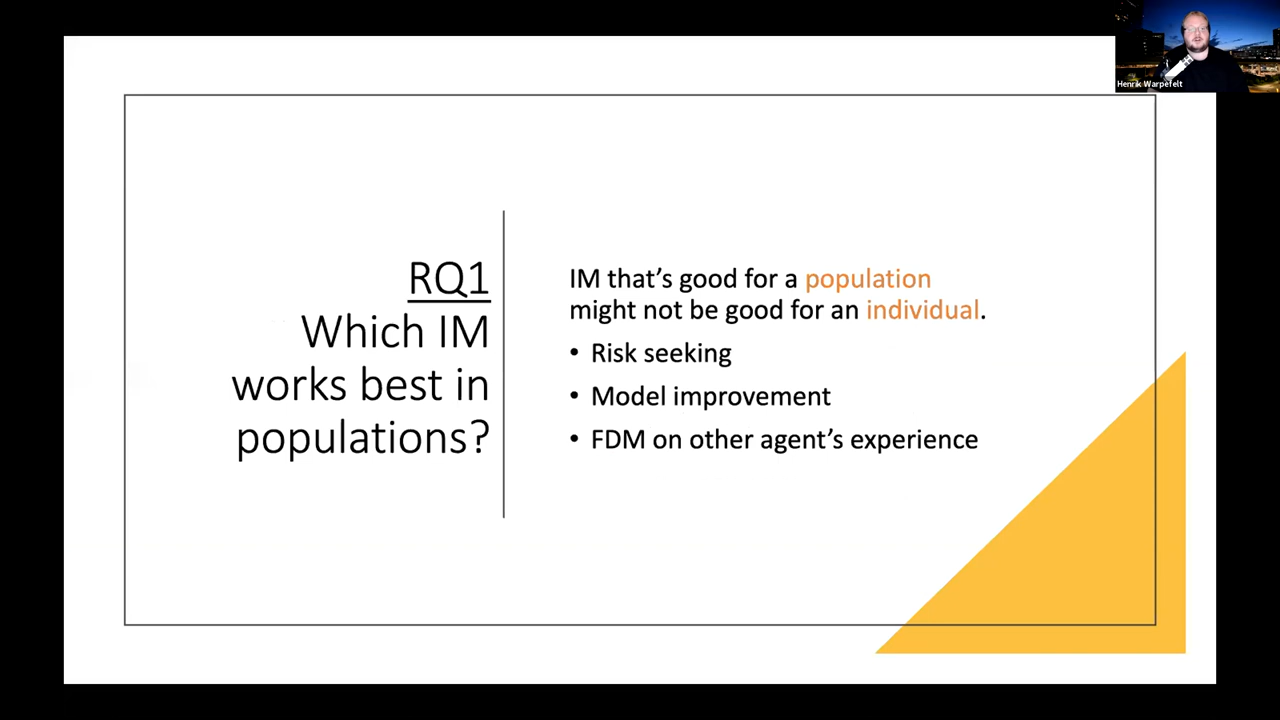 Henrik Warpefelt
RQ1
Which IM
works best in
populations?
IM that's good for a population
might not be good for an individual.
• Risk seeking
• Model improvement
• FDM on other agent's experience